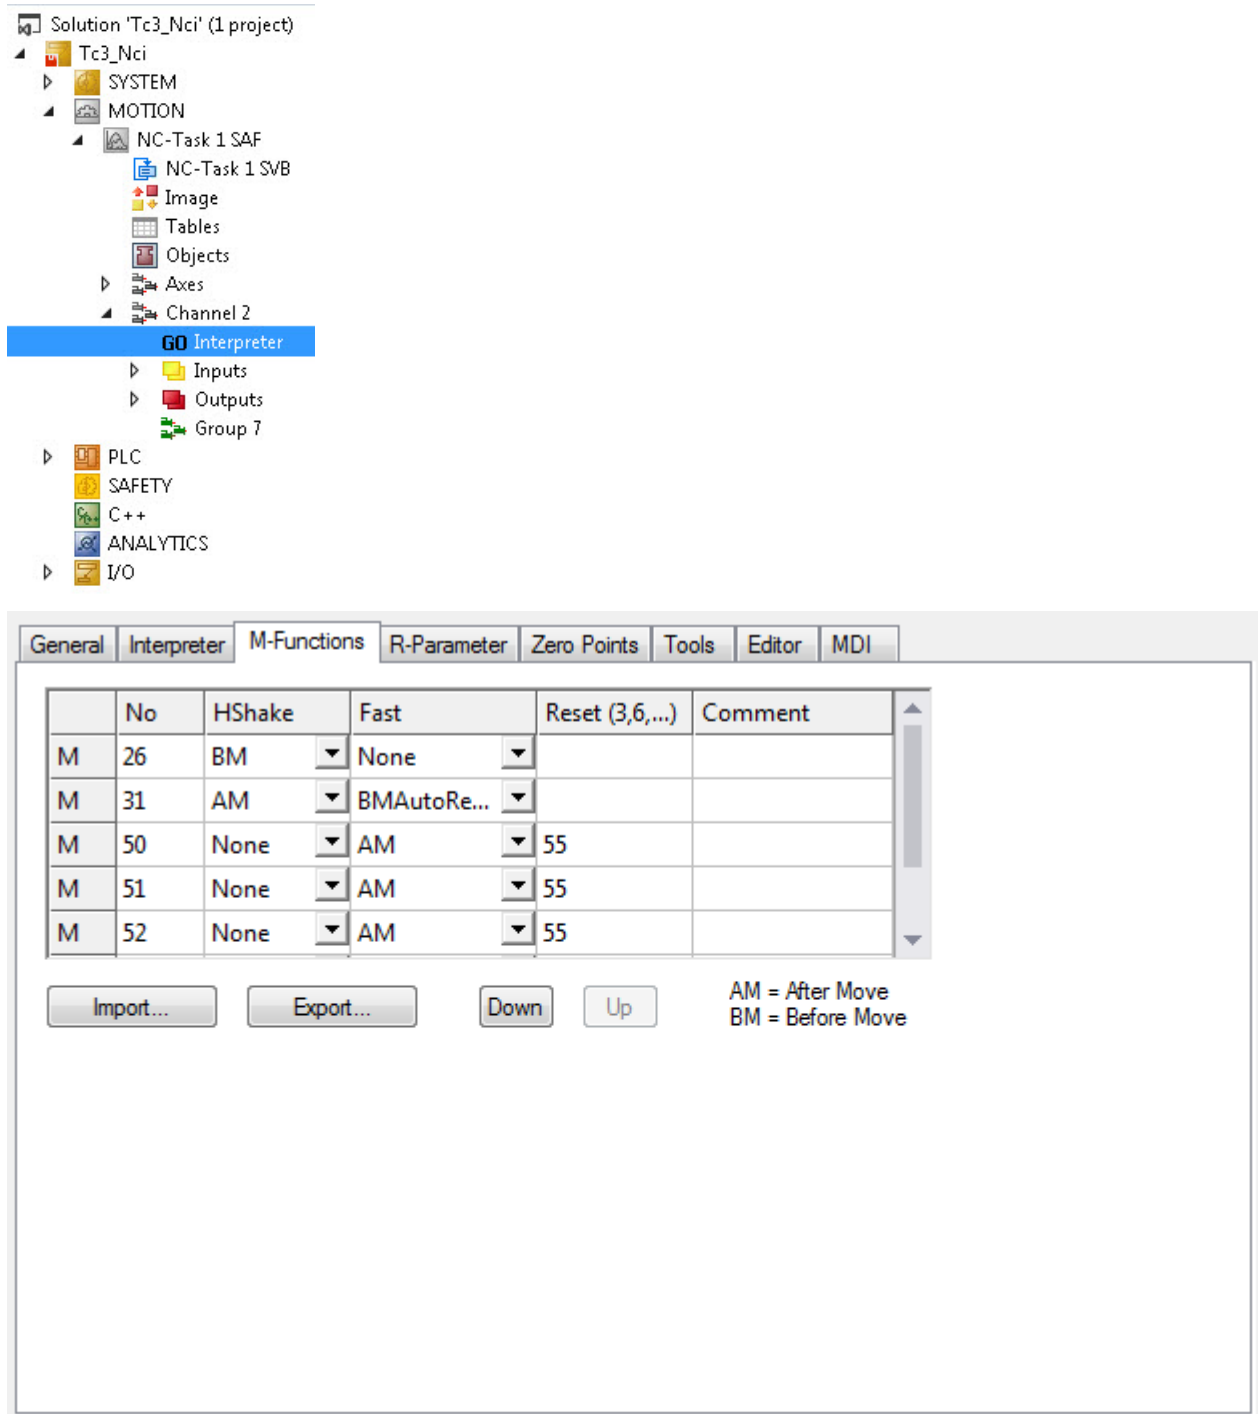 Solution 'Tc3_Nci' (1 project)
Tc3_Nci
SYSTEM
MOTION
NC-Task 1 SAF
NC-Task 1 SVB
Image
Tables
Objects
Axes
Channel 2
G0 Interpreter
Inputs
Outputs
Group 7
PLC
SAFETY
C++
ANALYTICS
I/O
General Interpreter M-Functions R-Parameter Zero Points Tools Editor MDI
No HShake Fast Reset (3,6,...) Comment
M 26 BM None
M 31 AM BMAutoRe...
M 50 None AM 55
M 51 None AM 55
M 52 None AM 55
Import... Export... Down Up AM = After Move
BM = Before Move